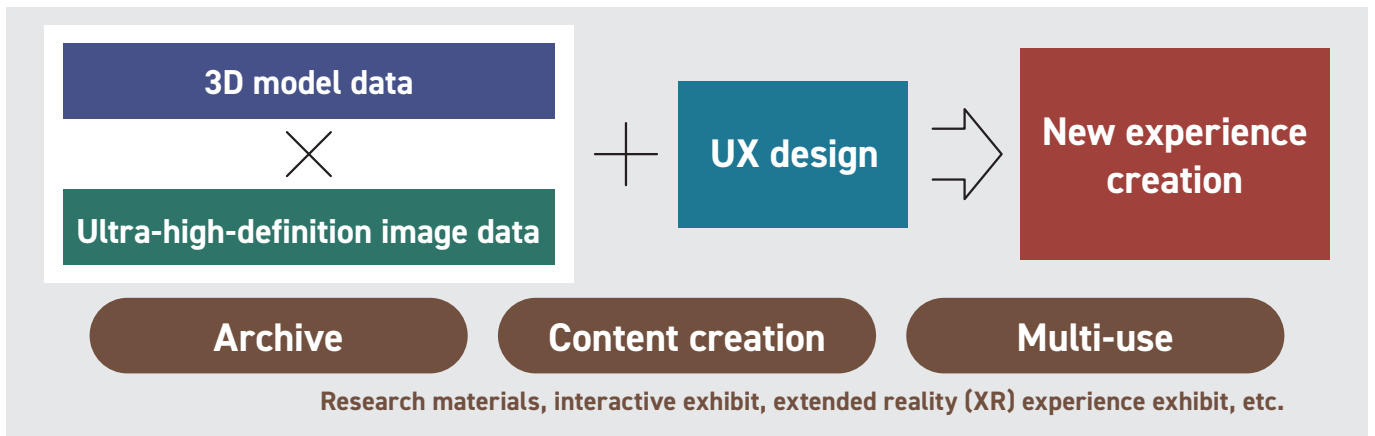 3D model data
Ultra-high-definition image data
UX design
New experience
creation
Archive
Content creation
Multi-use
Research materials, interactive exhibit, extended reality (XR) experience exhibit, etc.